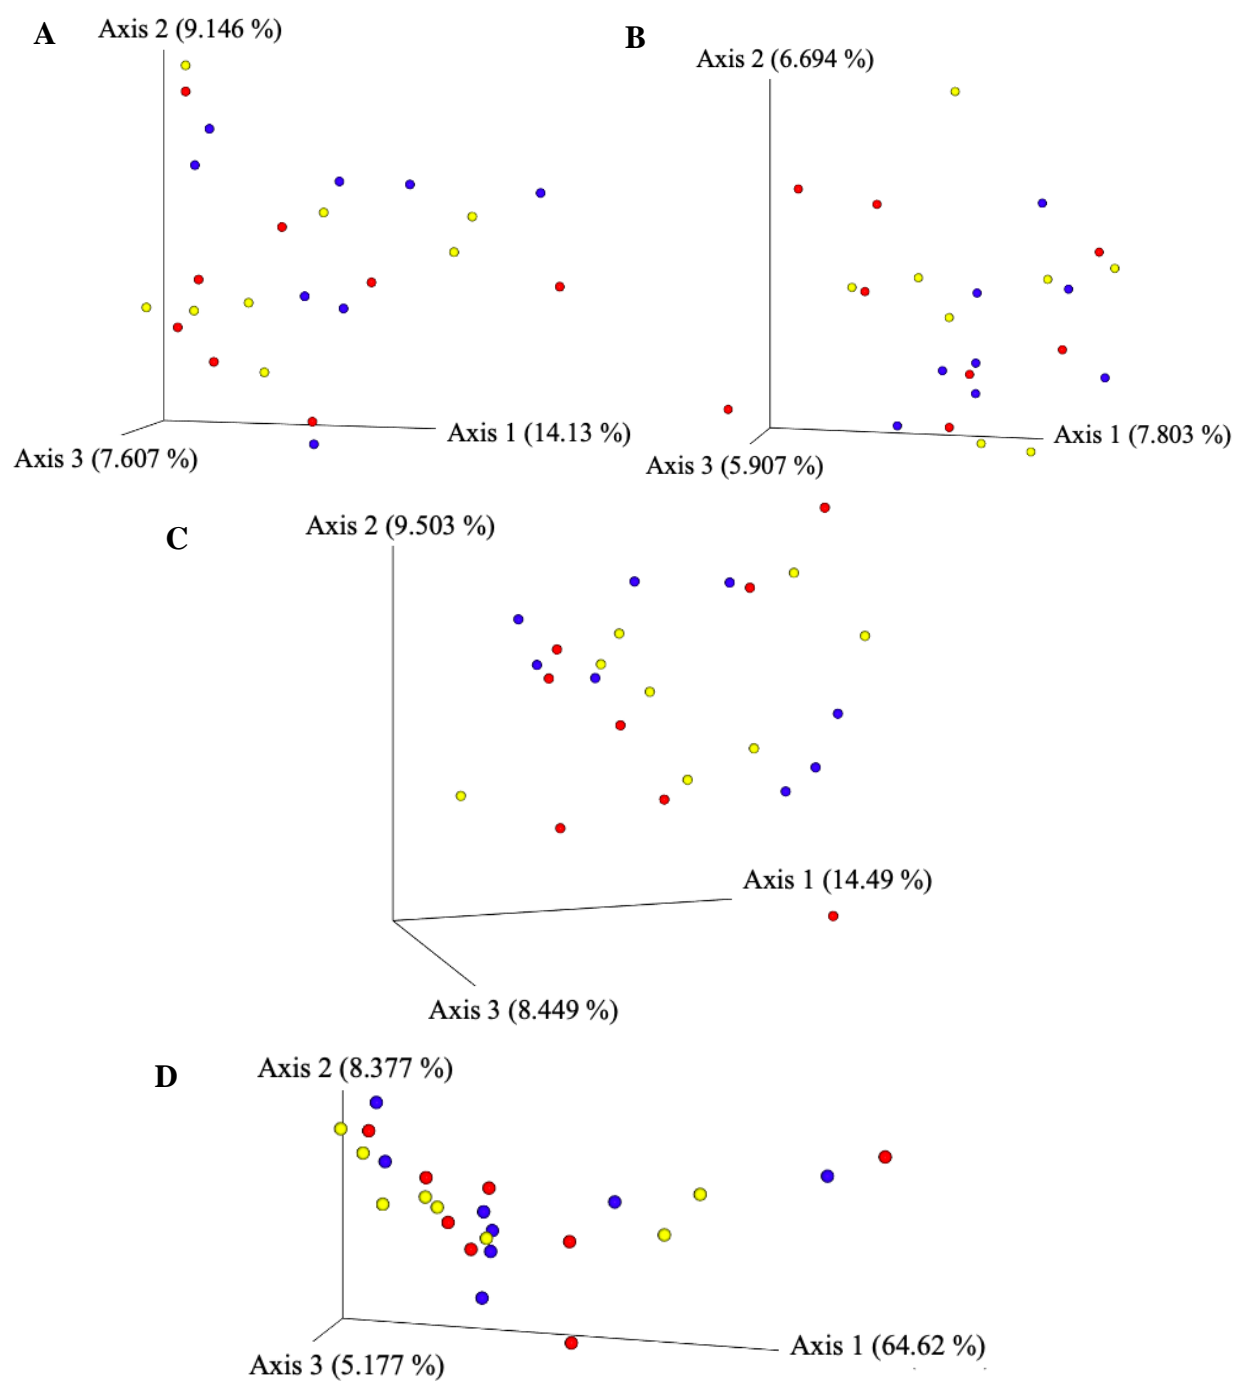 A
Axis 2 (9.146 %)
Axis 1 (14.13 %)
Axis 3 (7.607 %)
B
Axis 2 (6.694 %)
Axis 1 (7.803 %)
Axis 3 (5.907 %)
C
Axis 2 (9.503 %)
Axis 1 (14.49 %)
Axis 3 (8.449 %)
D
Axis 2 (8.377 %)
Axis 1 (64.62 %)
Axis 3 (5.177 %)